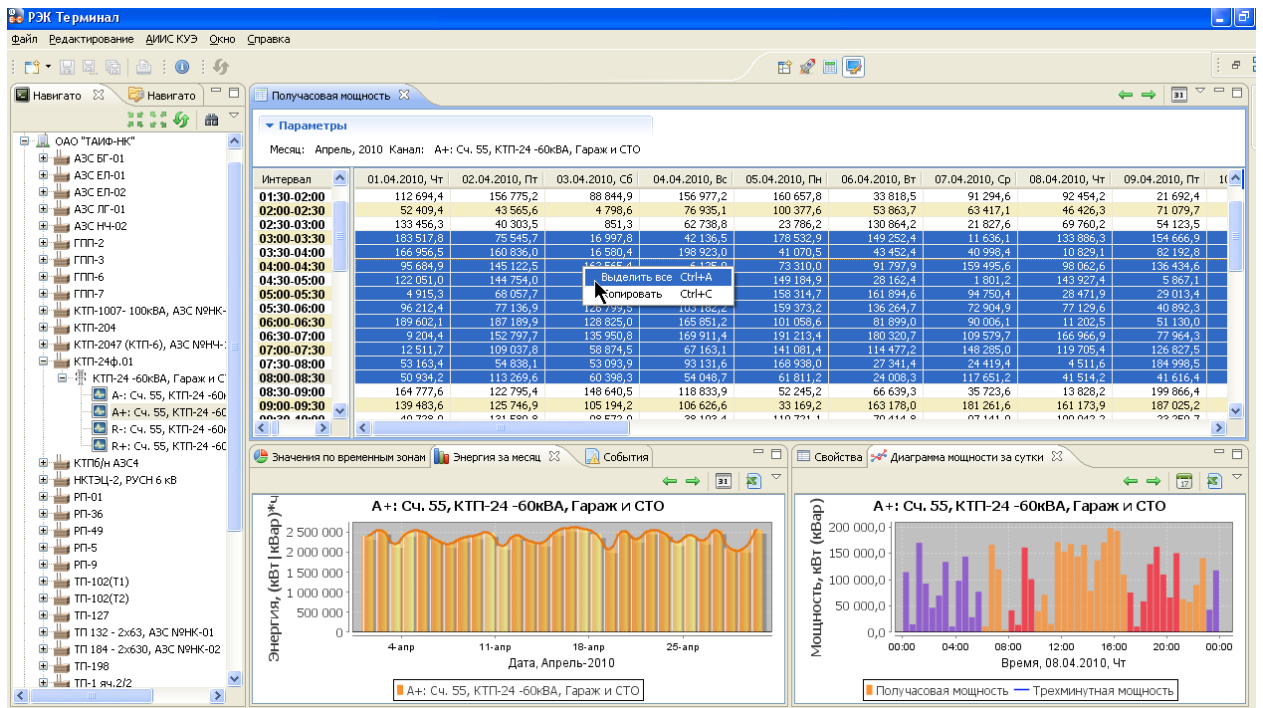 РЭК Терминал
Файл Редактирование АИИС КУЭ Окно Справка
Навигато Навигато
ОАО "ТАИФ-НК"
АЗС БГ-01
АЗС ЕЛ-01
АЗС ЕЛ-02
АЗС ЛГ-01
АЗС НЧ-02
ГПП-2
ГПП-3
ГПП-6
ГПП-7
КТП-1007- 100кВА, АЗС №НК-
КТП-204
КТП-2047 (КТП-6), АЗС №НЧ-
КТП-24ф.01
КТП-24 -60кВА, Гараж и С
А-: Сч. 55, КТП-24 -60
А+: Сч. 55, КТП-24 -60
R-: Сч. 55, КТП-24 -60
R+: Сч. 55, КТП-24 -60
КТПб/н АЗС4
НКТЭЦ-2, РУСН 6 кВ
РП-01
РП-36
РП-49
РП-5
РП-9
ТП-102(Т1)
ТП-102(Т2)
ТП-127
ТП 132 - 2х63, АЗС №НК-01
ТП 184 - 2х630, АЗС №НК-02
ТП-198
ТП-1 яч.2/2
Получасовая мощность
Параметры
Месяц: Апрель, 2010 Канал: А+: Сч. 55, КТП-24 -60кВА, Гараж и СТО
Интервал 01.04.2010, Чт 02.04.2010, Пт 03.04.2010, Сб 04.04.2010, Вс 05.04.2010, Пн 06.04.2010, Вт 07.04.2010, Ср 08.04.2010, Чт 09.04.2010, Пт
01:30-02:00 112 694,4 156 775,2 88 844,9 156 977,2 160 657,8 33 818,5 91 294,6 92 454,2 21 692,4
02:00-02:30 52 409,4 43 565,6 4 798,6 76 935,1 100 377,6 53 863,7 63 417,1 46 426,3 71 079,7
02:30-03:00 133 456,3 40 303,5 851,3 62 738,8 23 786,2 130 864,2 21 827,6 69 760,2 54 123,5
03:00-03:30 183 517,8 75 545,7 16 997,8 42 136,5 178 532,9 149 252,4 11 636,1 133 886,3 154 666,9
03:30-04:00 166 956,5 160 836,0 16 580,4 198 923,0 41 070,5 43 452,4 40 998,4 10 829,1 82 192,8
04:00-04:30 95 684,9 145 122,5 73 310,0 91 797,9 159 495,6 98 062,6 136 434,6
04:30-05:00 122 051,0 144 754,0 149 184,9 28 162,4 1 801,2 143 927,4 5 867,1
05:00-05:30 4 915,3 68 057,7 158 314,7 161 894,6 94 750,4 28 471,9 29 013,4
05:30-06:00 96 212,4 77 136,9 159 373,2 136 264,7 72 904,9 77 129,6 40 892,3
06:00-06:30 189 602,1 187 189,9 128 825,0 165 851,2 101 058,6 81 899,0 90 006,1 11 202,5 51 130,0
06:30-07:00 9 204,4 152 797,7 135 950,8 169 911,4 191 213,4 180 320,7 109 579,7 166 966,9 77 964,3
07:00-07:30 12 511,7 109 037,8 58 874,5 67 163,1 141 081,4 114 477,2 148 285,0 119 705,4 126 827,5
07:30-08:00 53 163,4 54 838,1 53 093,9 93 131,6 168 938,0 27 341,4 24 419,4 4 511,6 184 998,5
08:00-08:30 50 934,2 113 269,6 60 398,3 54 048,7 61 811,2 24 008,3 117 651,2 41 514,2 41 616,4
08:30-09:00 164 777,6 122 795,4 148 640,5 118 833,9 52 245,2 66 639,3 35 723,6 13 828,2 199 866,4
09:00-09:30 139 483,6 125 746,9 105 194,2 106 626,6 33 169,2 163 178,0 181 261,6 161 173,9 187 025,2
Выделить все Ctrl+A
Копировать Ctrl+C
Значения по временным зонам Энергия за месяц События
А+: Сч. 55, КТП-24 -60кВА, Гараж и СТО
Энергия, (кВт |кВар)*ч
2 500 000
2 000 000
1 500 000
1 000 000
500 000
0
4-апр 11-апр 18-апр 25-апр
Дата, Апрель-2010
А+: Сч. 55, КТП-24 -60кВА, Гараж и СТО
Свойства Диаграмма мощности за сутки
А+: Сч. 55, КТП-24 -60кВА, Гараж и СТО
Мощность, кВт (кВар)
200 000,0
150 000,0
100 000,0
50 000,0
0,0
00:00 04:00 08:00 12:00 16:00 20:00 00:00
Время, 08.04.2010, Чт
Получасовая мощность Трехминутная мощность